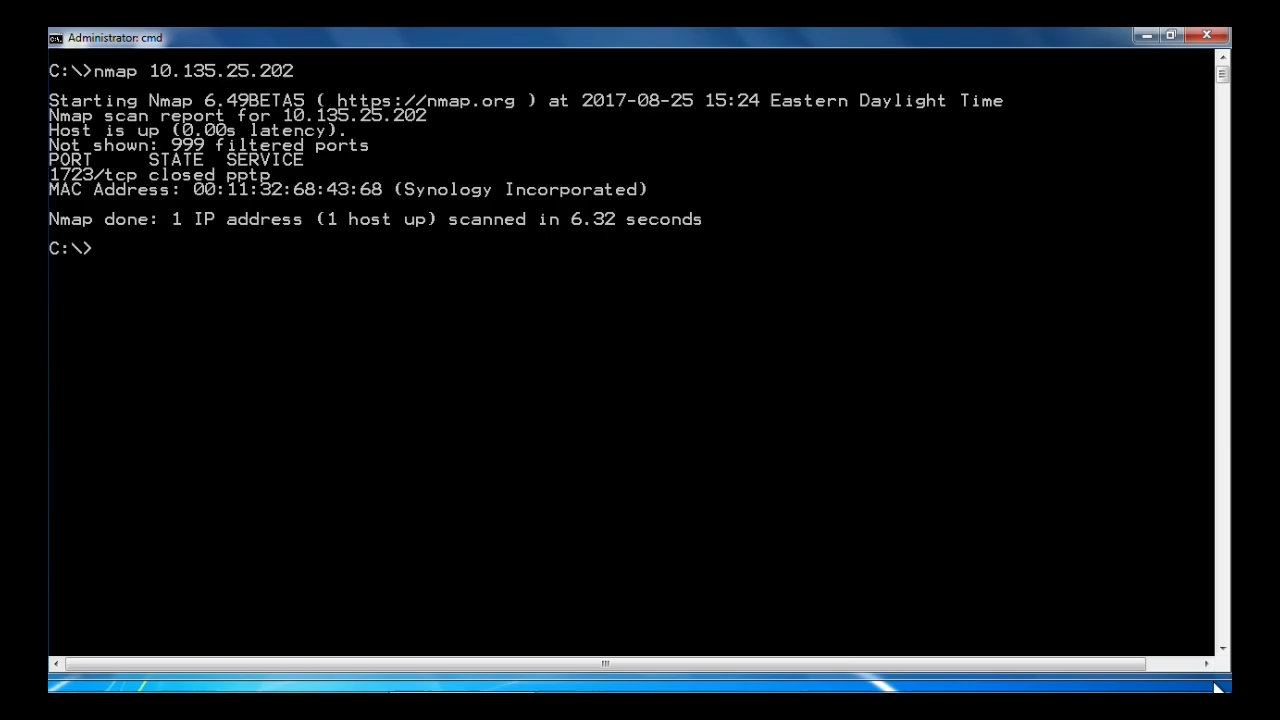 Administrator: cmd
C:\>nmap 10.135.25.202
Starting Nmap 6.49BETA5 ( https://nmap.org ) at 2017-08-25 15:24 Eastern Daylight Time
Nmap scan report for 10.135.25.202
Host is up (0.00s latency).
Not shown: 999 filtered ports
PORT     STATE  SERVICE
1723/tcp closed pptp
MAC Address: 00:11:32:68:43:68 (Synology Incorporated)
Nmap done: 1 IP address (1 host up) scanned in 6.32 seconds
C:\>